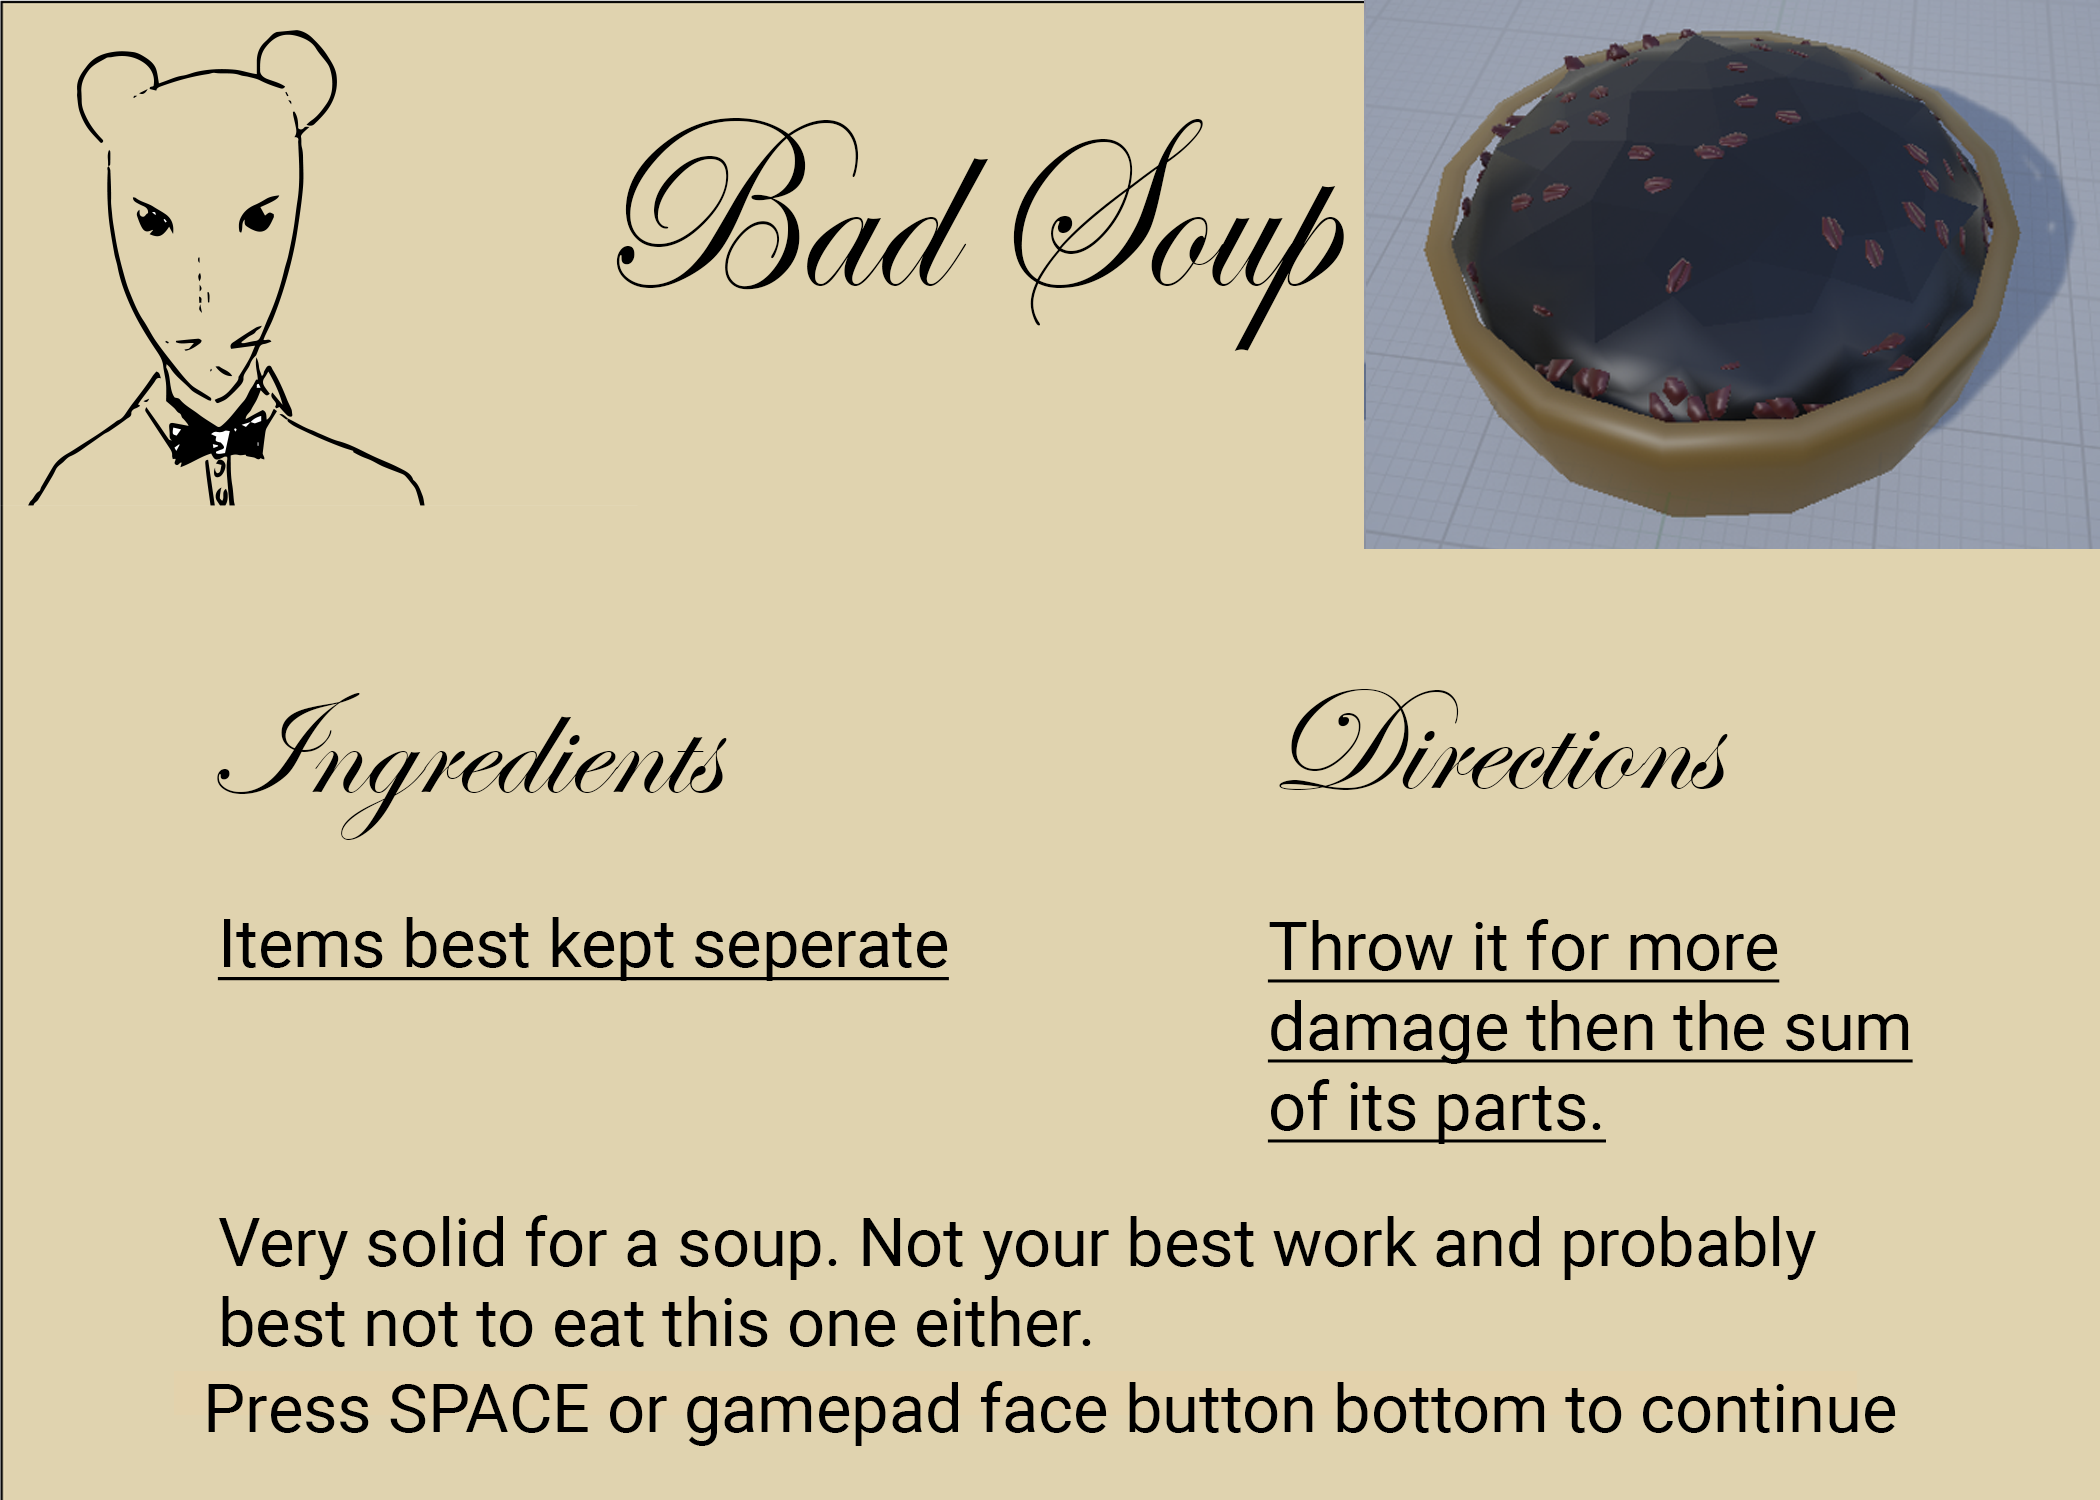 Bad Soup
Ingredients
Directions
Items best kept seperate
Throw it for more
damage then the sum
of its parts.
Very solid for a soup. Not your best work and probably
best not to eat this one either.
Press SPACE or gamepad face button bottom to continue